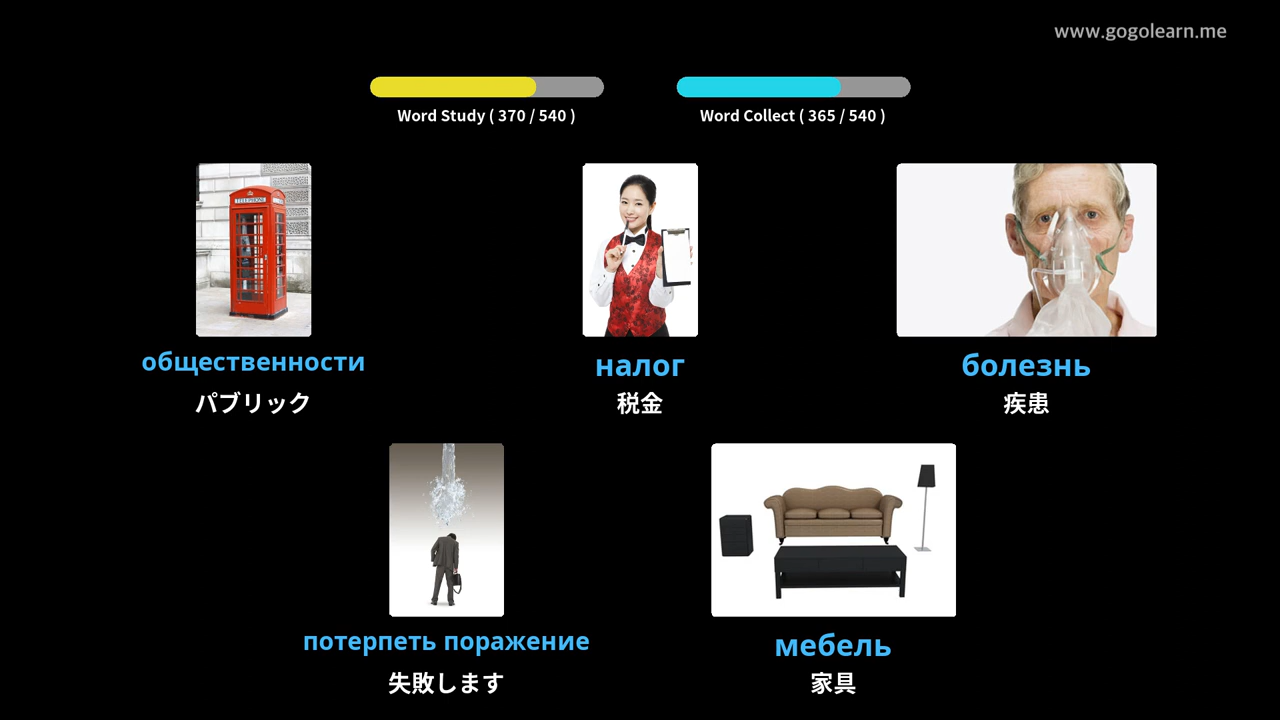 www.gogolearn.me
Word Study ( 370 / 540 )
Word Collect ( 365 / 540 )
TELEPHONE
общественности
налог
болезнь
パブリック
税金
疾患
потерпеть поражение
мебель
失敗します
家具